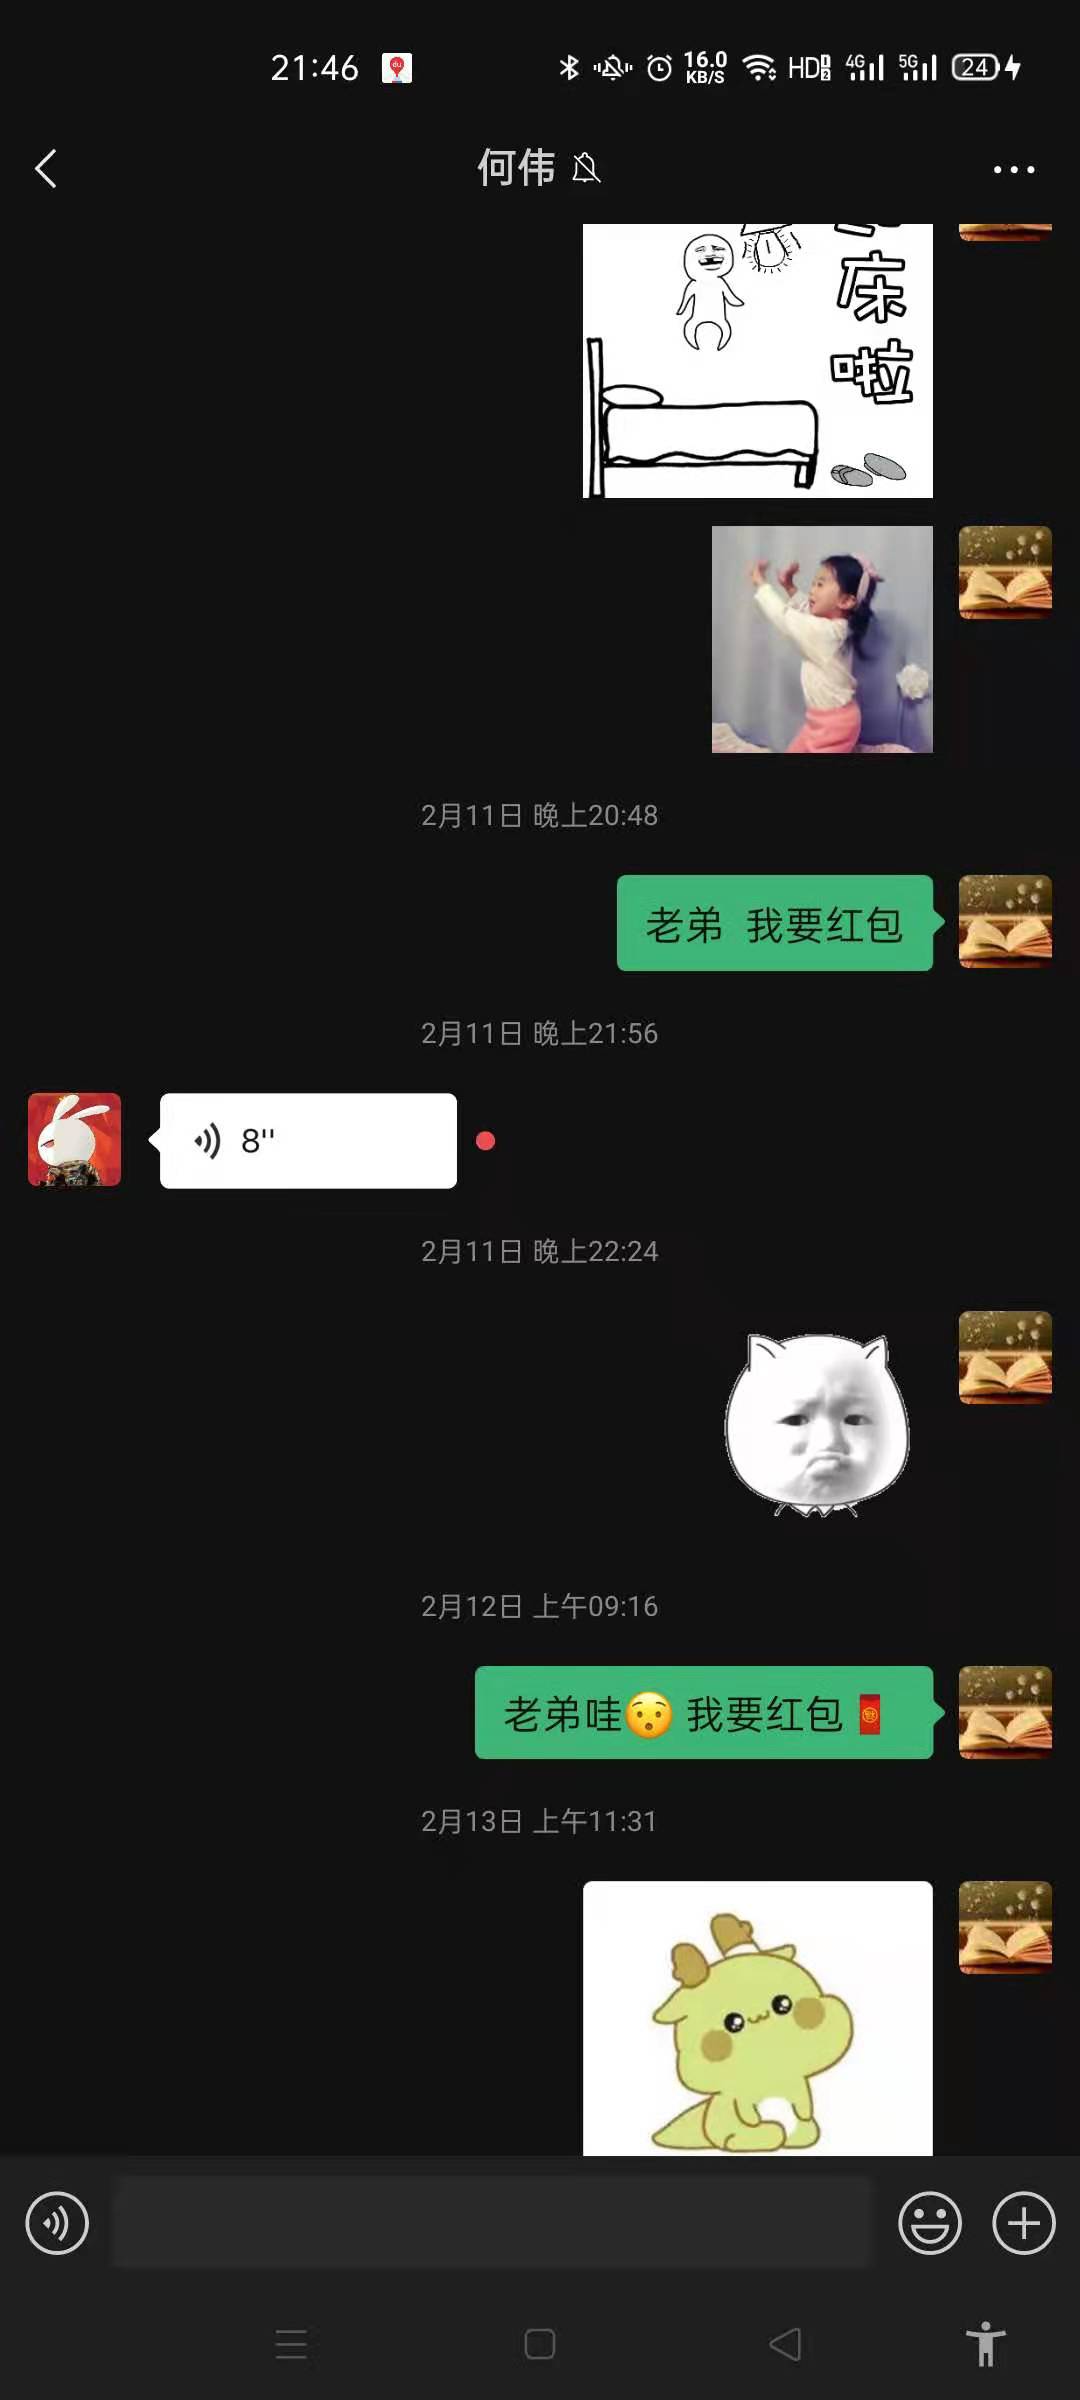 21:46
du
16.0
KB/S
HD 1 2
4G
5G
24
何伟
床
啦
2月11日 晚上20:48
老弟 我要红包
2月11日 晚上21:56
8''
2月11日 晚上22:24
2月12日 上午09:16
老弟哇😯 我要红包🧧
2月13日 上午11:31